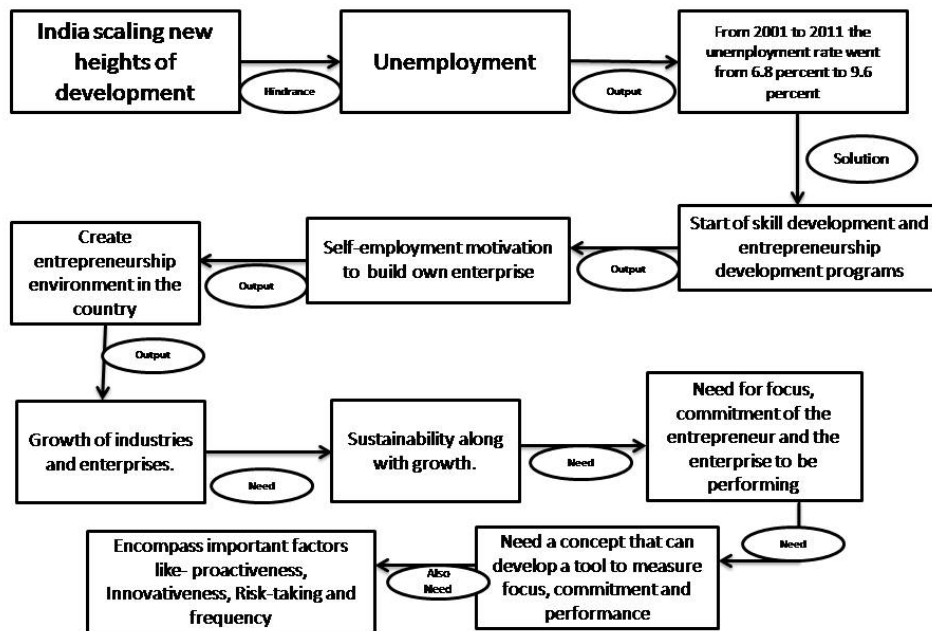 India scaling new
heights of
development
Hindrance
Unemployment
Output
From 2001 to 2011 the
unemployment rate went
from 6.8 percent to 9.6
percent
Solution
Start of skill development and
entrepreneurship
development programs
Output
Self-employment motivation
to build own enterprise
Output
Create
entrepreneurship
environment in the
country
Output
Growth of industries
and enterprises.
Need
Sustainability along
with growth.
Need
Need for focus,
commitment of the
entrepreneur and the
enterprise to be
performing
Need
Need a concept that can
develop a tool to measure
focus, commitment and
performance
Also
Need
Encompass important factors
like- proactiveness,
Innovativeness, Risk-taking and
frequency